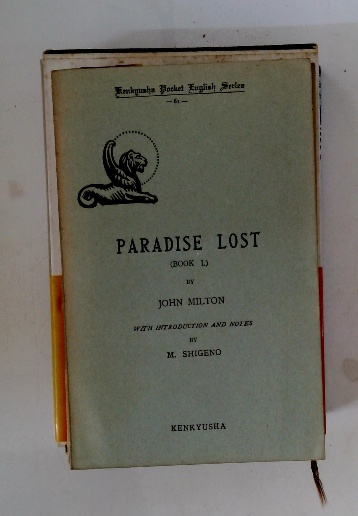 Kenkyusha Pocket English Series
PARADISE LOST
(BOOK I.)
BY
JOHN MILTON
WITH INTRODUCTION AND NOTES
BY
M. SHIGENO
KENKYUSHA